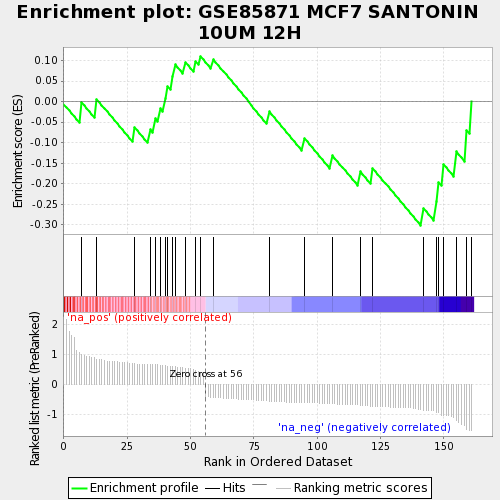 Enrichment plot: GSE85871 MCF7 SANTONIN
10UM 12H
Enrichment score (ES)
0.10
0.05
0.00
-0.05
-0.10
-0.15
-0.20
-0.25
-0.30
Ranked list metric (PreRanked)
2
1
0
-1
'na_pos' (positively correlated)
Zero cross at 56
'na_neg' (negatively correlated)
0
25
50
75
100
125
150
Rank in Ordered Dataset
Enrichment profile
Hits
Ranking metric scores